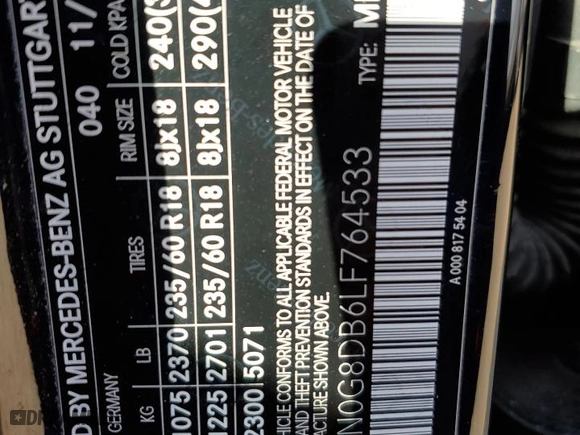 D BY MERCEDES-BENZ AG STUTTGART
GERMANY 040 11/
KG LB TIRES RIM SIZE COLD KPA
1075 2370 235/60 R18 8Jx18 240(3
1225 2701 235/60 R18 8Jx18 290(4
2300 5071
HICLE CONFORMS TO ALL APPLICABLE FEDERAL MOTOR VEHICLE
AND THEFT PREVENTION STANDARDS IN EFFECT ON THE DATE OF
ACTURE SHOWN ABOVE.
N0G8DB6LF764533 TYPE:
A 000 817 54 04